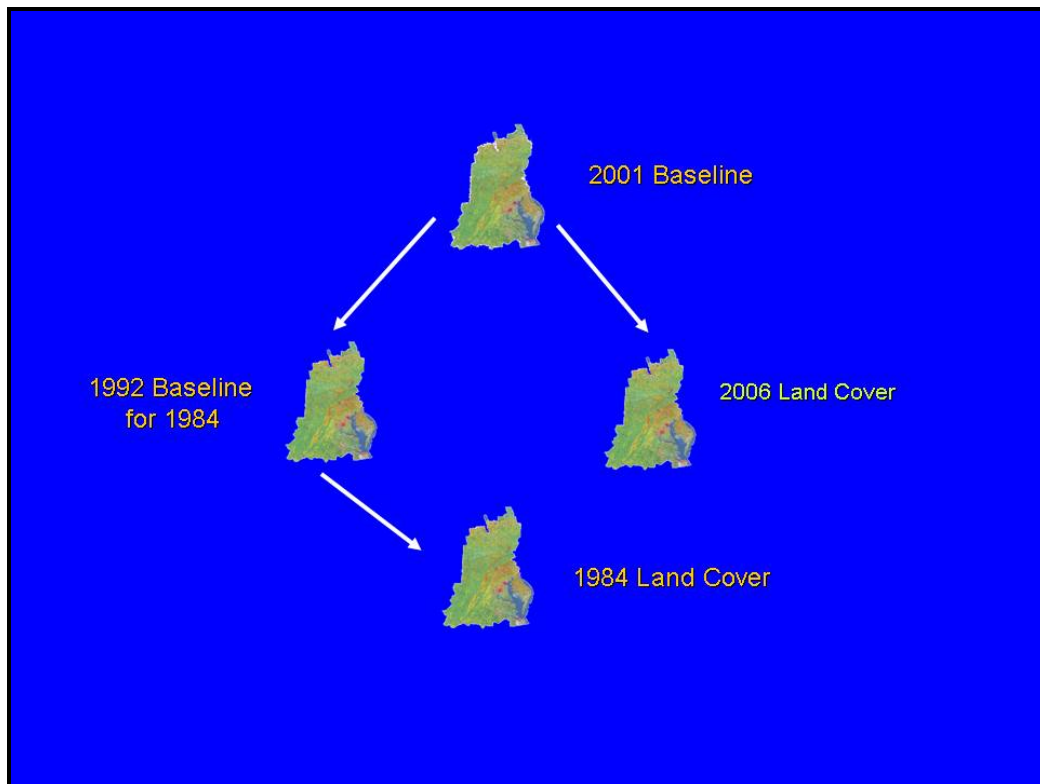 2001 Baseline
1992 Baseline
for 1984
2006 Land Cover
1984 Land Cover